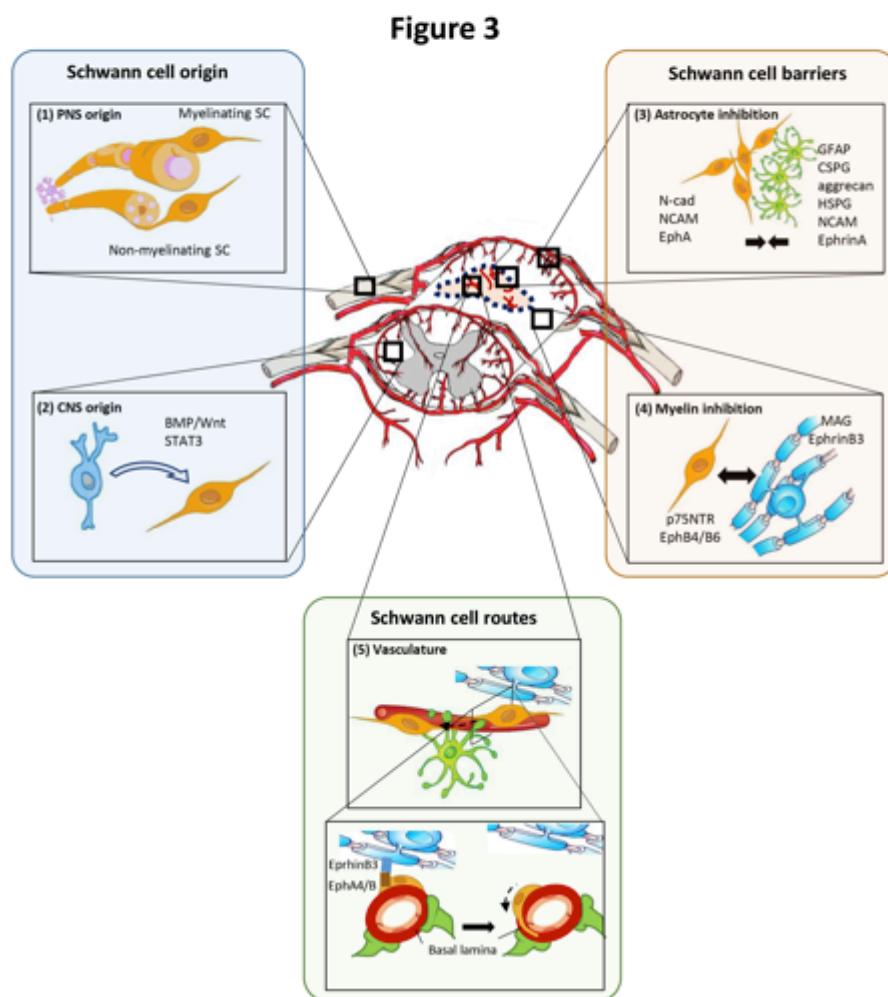 Figure 3
Schwann cell origin
(1) PNS origin
Myelinating SC
Non-myelinating SC
(2) CNS origin
BMP/Wnt
STAT3
Schwann cell barriers
(3) Astrocyte inhibition
N-cad
NCAM
EphA
GFAP
CSPG
aggrecan
HSPG
NCAM
EphrinA
(4) Myelin inhibition
MAG
EphrinB3
p75NTR
EphB4/B6
Schwann cell routes
(5) Vasculature
EprhinB3
EphA4/B
Basal lamina